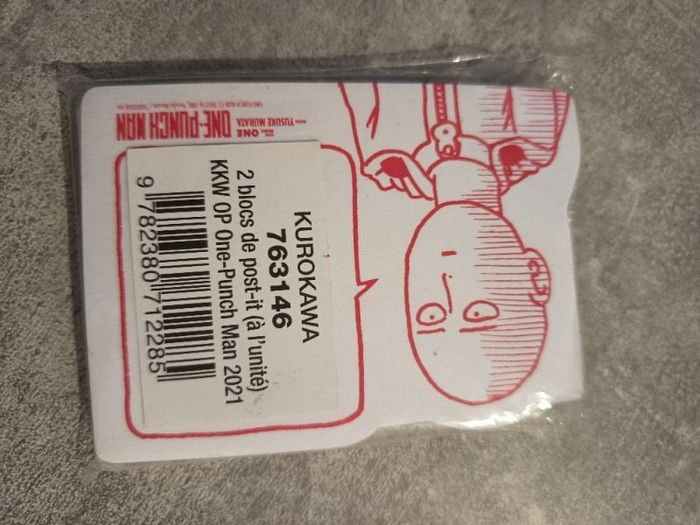 KUROKAWA
763146
2 blocs de post-it (à l'unité)
KKW OP One-Punch Man 2021
9 782380 712285
ONE-PUNCH MAN
ONE
YUSUKE MURATA